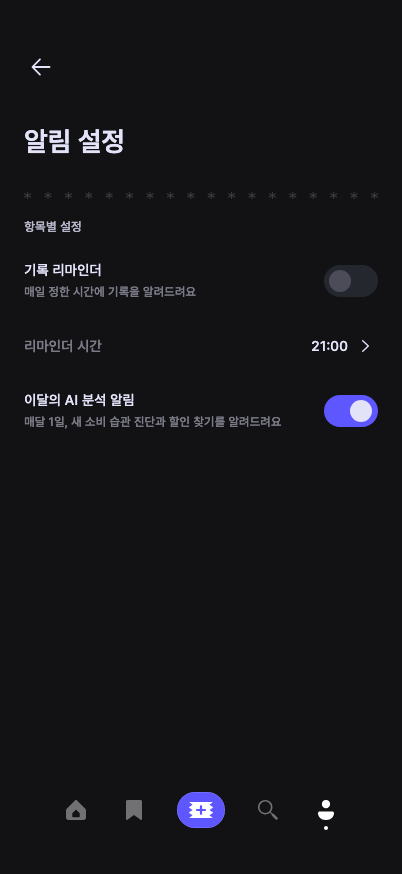 알림 설정
* * * * * * * * * * * * * * * * * *
항목별 설정
기록 리마인더
매일 정한 시간에 기록을 알려드려요
리마인더 시간 21:00
이달의 AI 분석 알림
매달 1일, 새 소비 습관 진단과 할인 찾기를 알려드려요